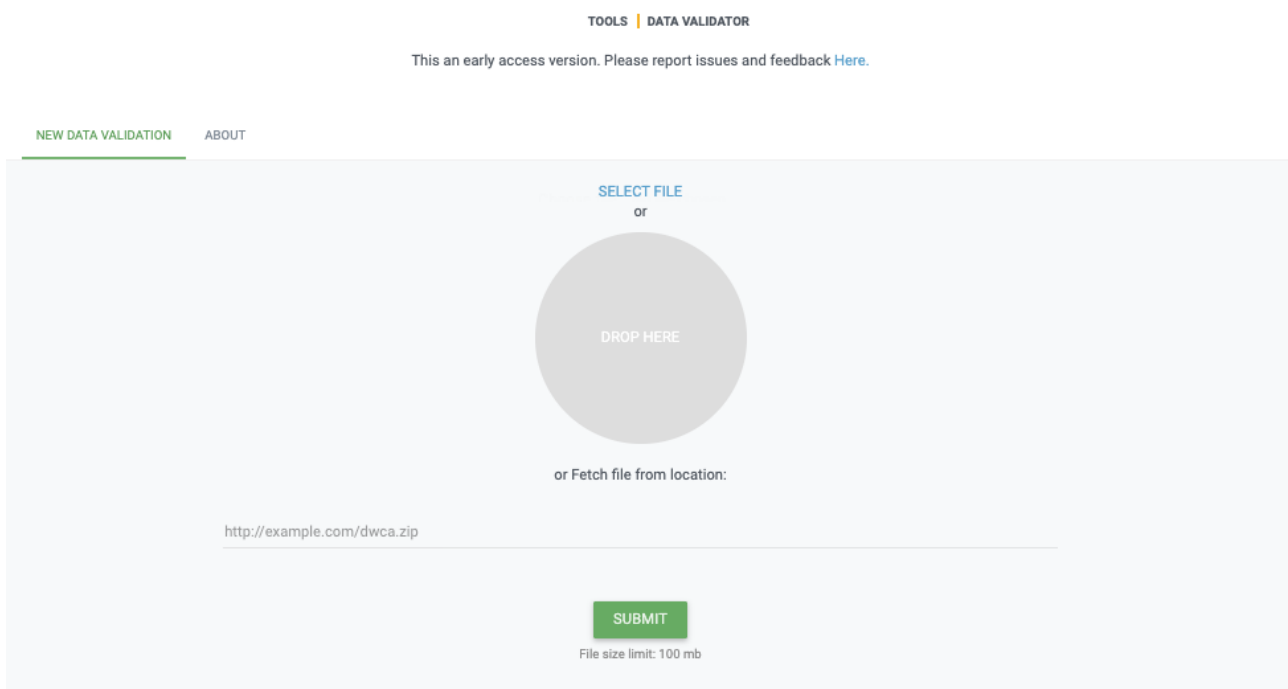 TOOLS | DATA VALIDATOR
This an early access version. Please report issues and feedback Here.
NEW DATA VALIDATION ABOUT
SELECT FILE
or
DROP HERE
or Fetch file from location:
http://example.com/dwca.zip
SUBMIT
File size limit: 100 mb